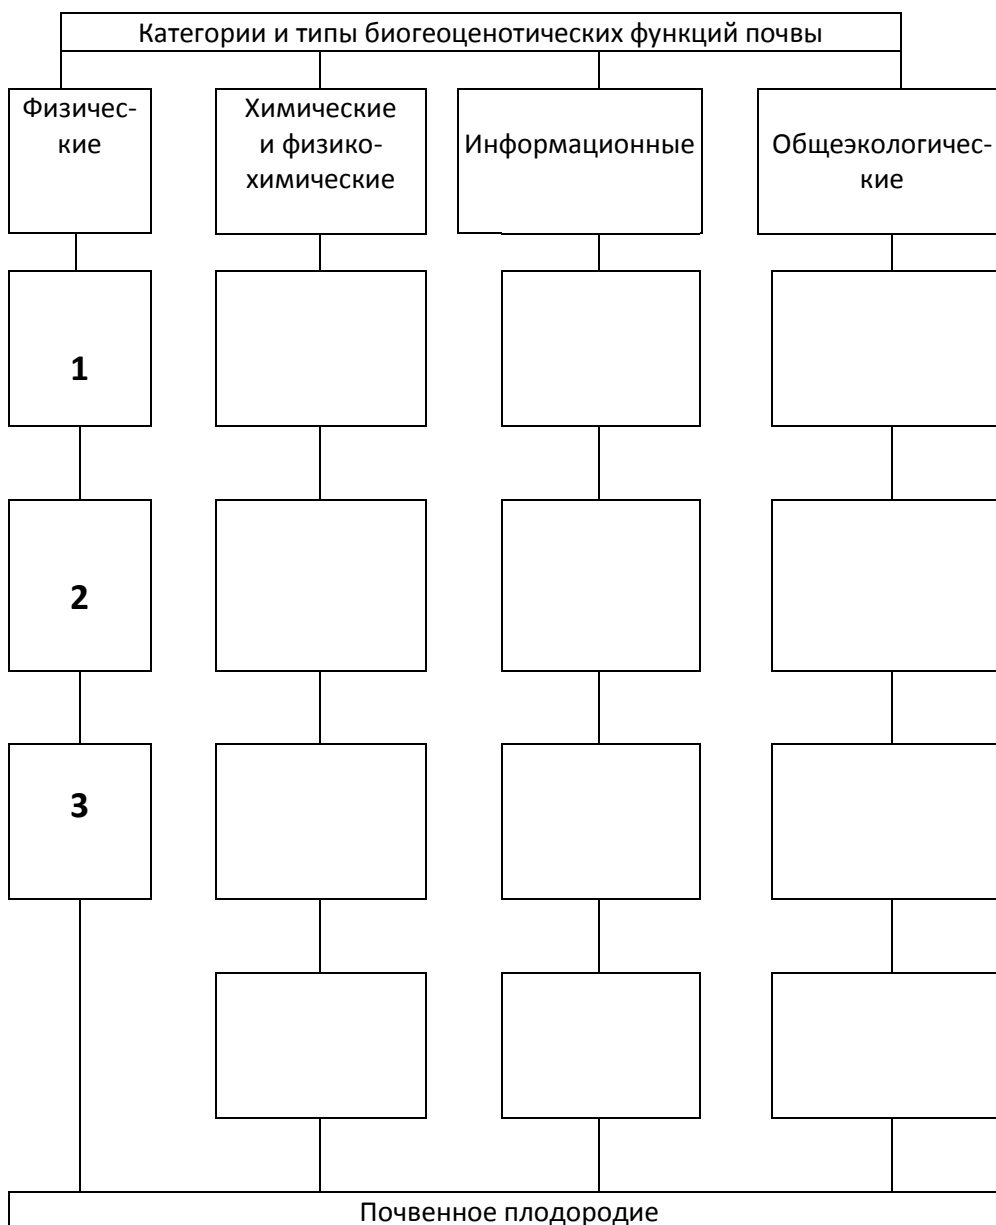 Категории и типы биогеоценотических функций почвы
Физичес-
кие
Химические
и физико-
химические
Информационные
Общеэкологичес-
кие
1
2
3
Почвенное плодородие